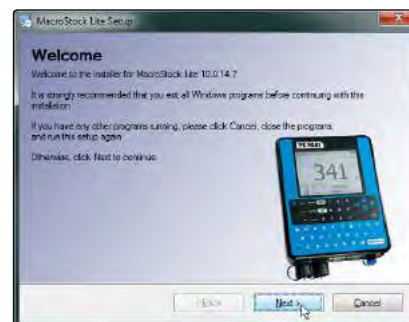 MacroStock Lite Setup
Welcome
Welcome to the installer for MacroStock Lite 10.0.14.7
It is strongly recommended that you exit all Windows programs before continuing with this
installation.
If you have any other programs running, please click Cancel, close the programs,
and run this setup again.
Otherwise, click Next to continue.
341
< Back
Next >
Cancel